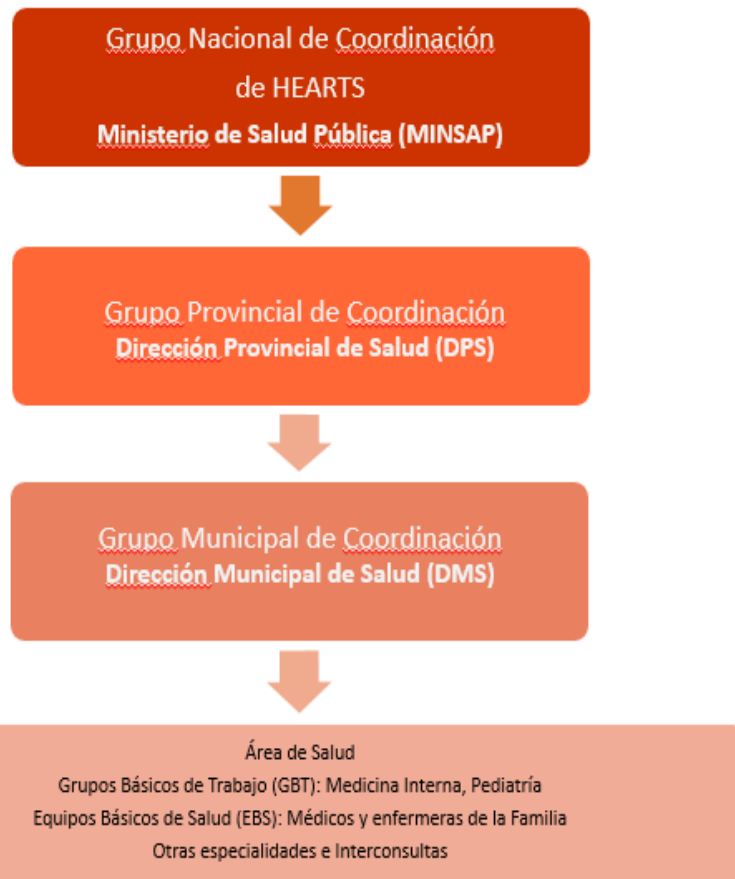 Grupo Nacional de Coordinación
de HEARTS
Ministerio de Salud Pública (MINSAP)
Grupo Provincial de Coordinación
Dirección Provincial de Salud (DPS)
Grupo Municipal de Coordinación
Dirección Municipal de Salud (DMS)
Área de Salud
Grupos Básicos de Trabajo (GBT): Medicina Interna, Pediatría
Equipos Básicos de Salud (EBS): Médicos y enfermeras de la Familia
Otras especialidades e Interconsultas